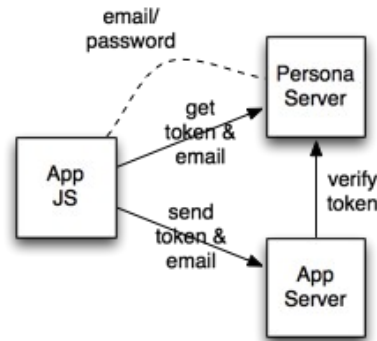 email/
password
Persona
Server
get
token &
email
App
JS
verify
token
send
token &
email
App
Server